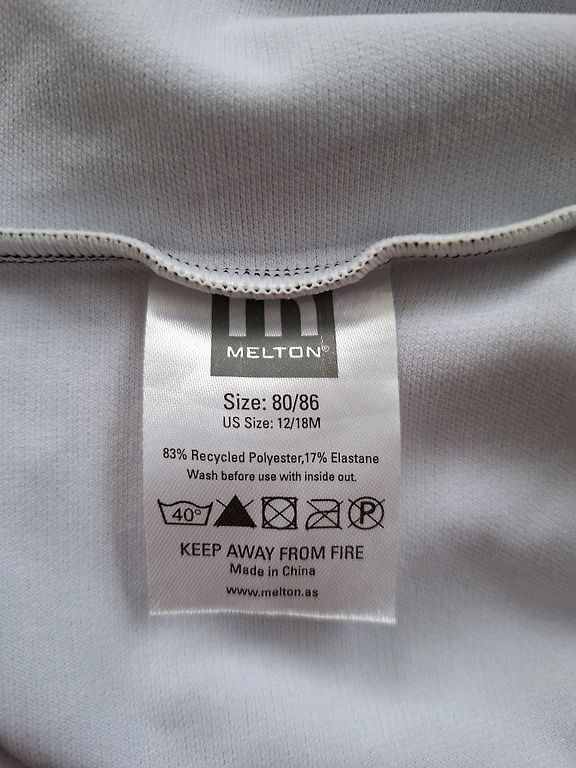 MELTON®
Size: 80/86
US Size: 12/18M
83% Recycled Polyester,17% Elastane
Wash before use with inside out.
40° P
KEEP AWAY FROM FIRE
Made in China
www.melton.as